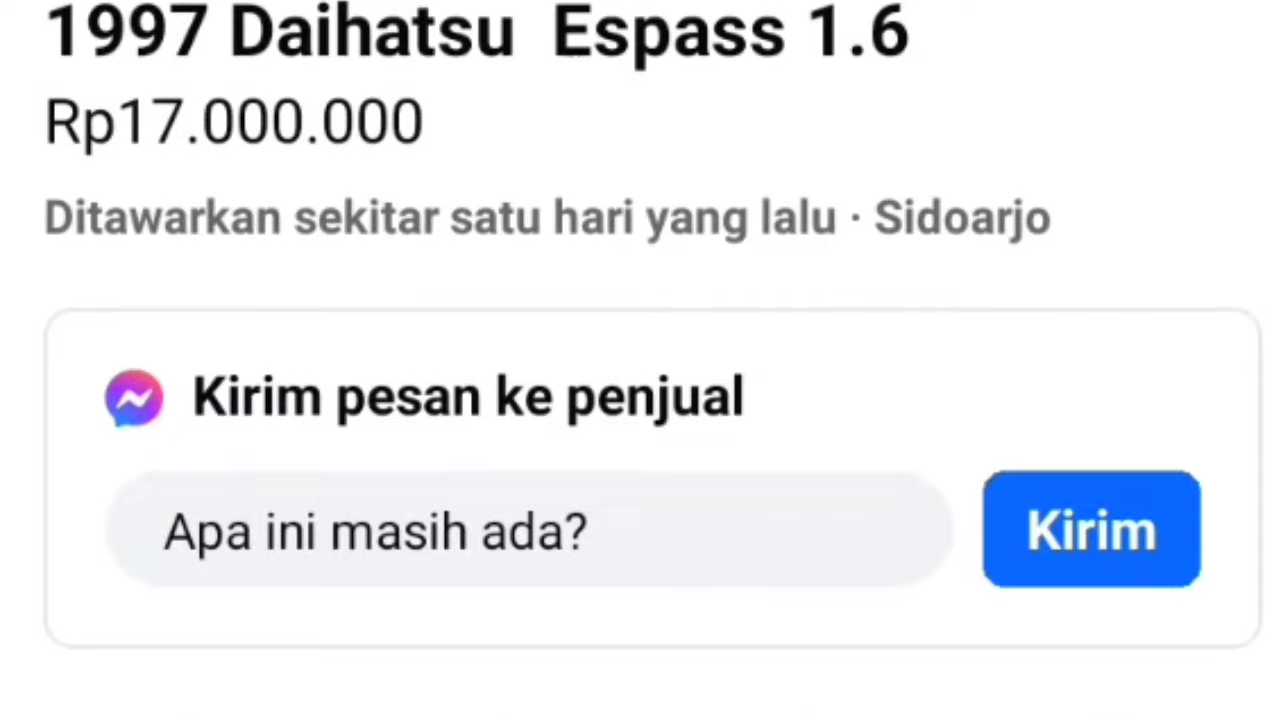 1997 Daihatsu Espass 1.6
Rp17.000.000
Ditawarkan sekitar satu hari yang lalu · Sidoarjo
Kirim pesan ke penjual
Apa ini masih ada?
Kirim